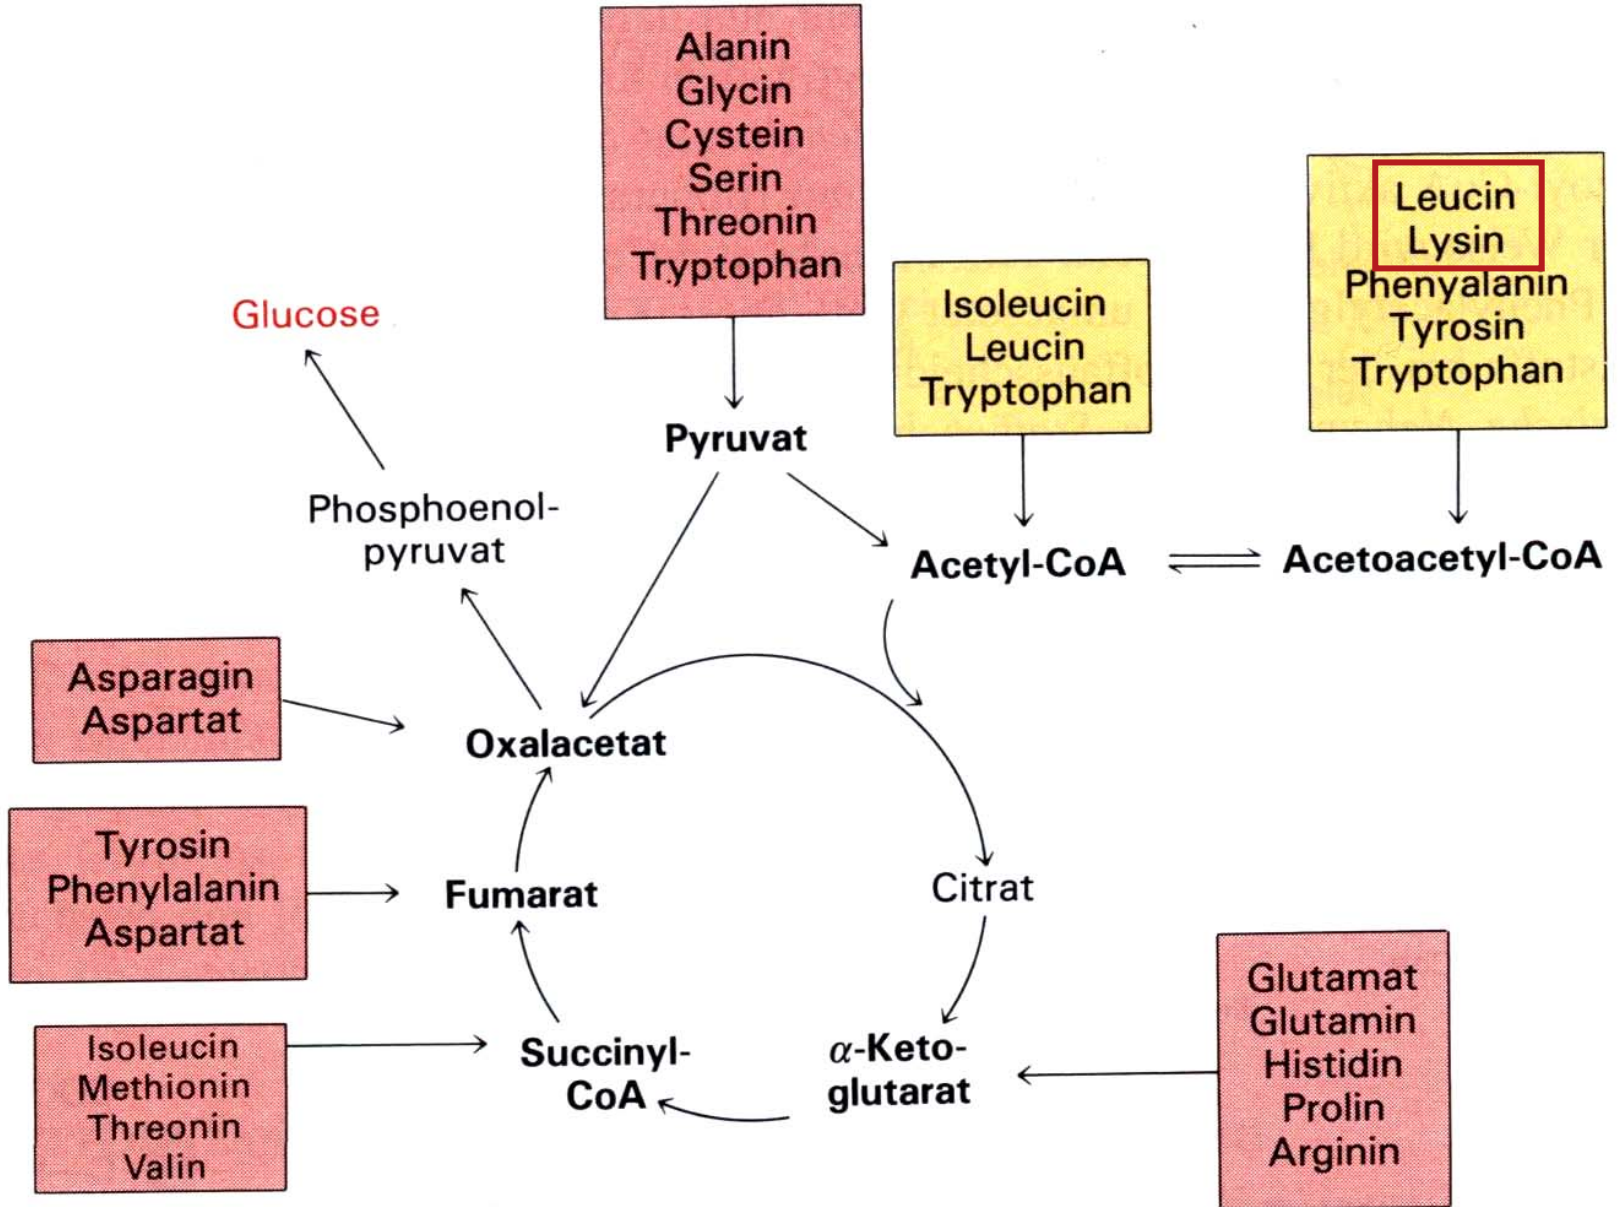 Alanin
Glycin
Cystein
Serin
Threonin
Tryptophan
Leucin
Lysin
Phenyalanin
Tyrosin
Tryptophan
Isoleucin
Leucin
Tryptophan
Glucose
Pyruvat
Phosphoenol-
pyruvat
Acetyl-CoA
Acetoacetyl-CoA
Asparagin
Aspartat
Oxalacetat
Tyrosin
Phenylalanin
Aspartat
Fumarat
Citrat
Isoleucin
Methionin
Threonin
Valin
Succinyl-
CoA
α-Keto-
glutarat
Glutamat
Glutamin
Histidin
Prolin
Arginin